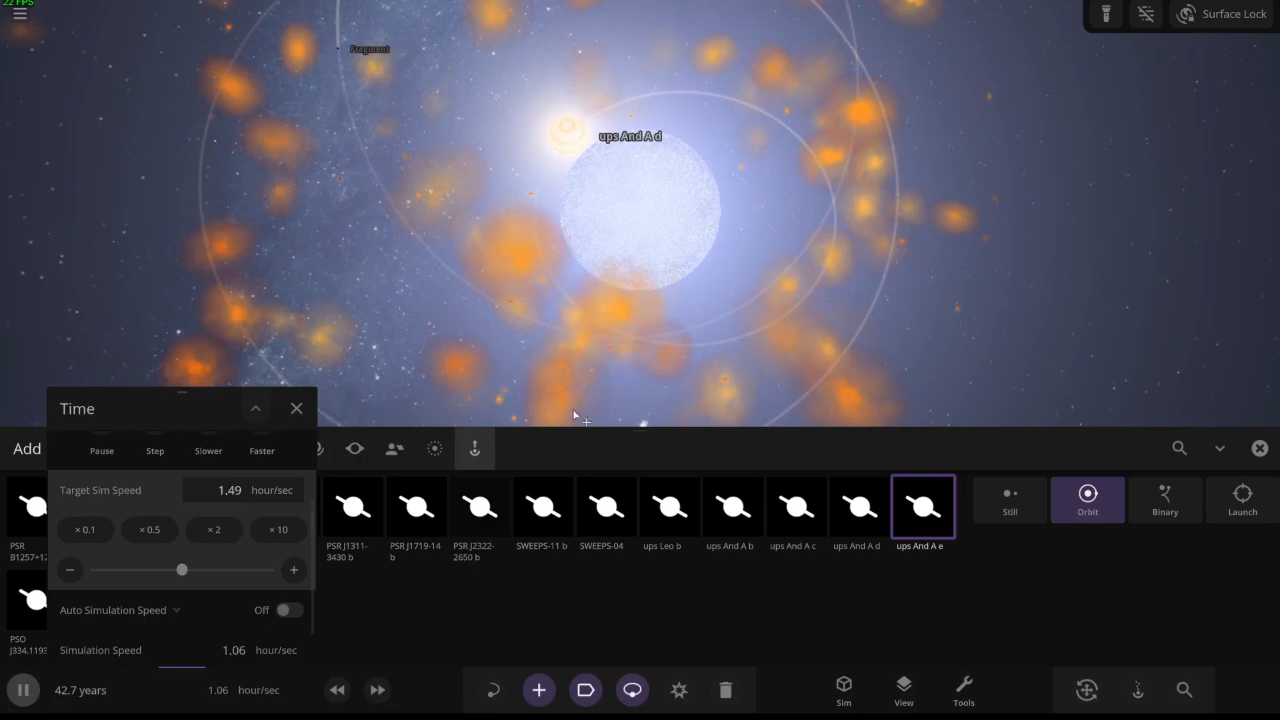 22 FPS
Surface Lock
Fragment
ups And A d
Time
Add
Pause Step Slower Faster
Target Sim Speed 1.49 hour/sec
× 0.1 × 0.5 × 2 × 10
Still Orbit Binary Launch
PSR B1257+12
PSR J1311-3430 b
PSR J1719-14 b
PSR J2322-2650 b
SWEEPS-11 b
SWEEPS-04
ups Leo b
ups And A b
ups And A c
ups And A d
ups And A e
Auto Simulation Speed Off
PSO J334.1193
Simulation Speed 1.06 hour/sec
42.7 years 1.06 hour/sec
Sim View Tools